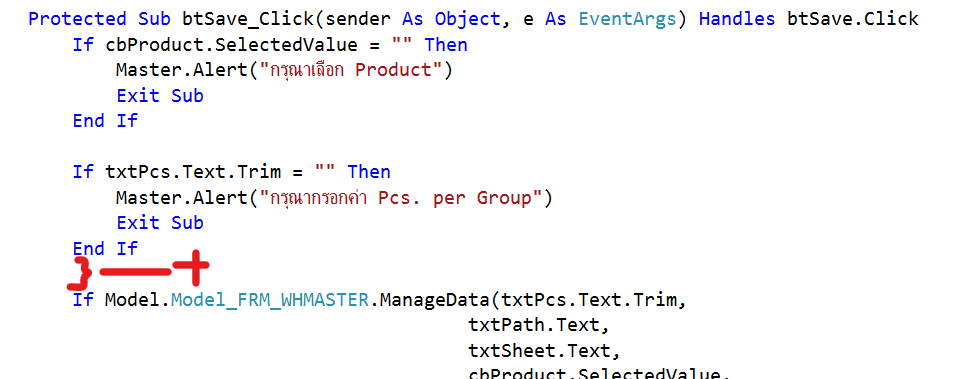 Protected Sub btSave_Click(sender As Object, e As EventArgs) Handles btSave.Click
If cbProduct.SelectedValue = "" Then
Master.Alert("กรุณาเลือก Product")
Exit Sub
End If
If txtPcs.Text.Trim = "" Then
Master.Alert("กรุณากรอกค่า Pcs. per Group")
Exit Sub
End If
If Model.Model_FRM_WHMASTER.ManageData(txtPcs.Text.Trim,
txtPath.Text,
txtSheet.Text,
cbProduct.SelectedValue,